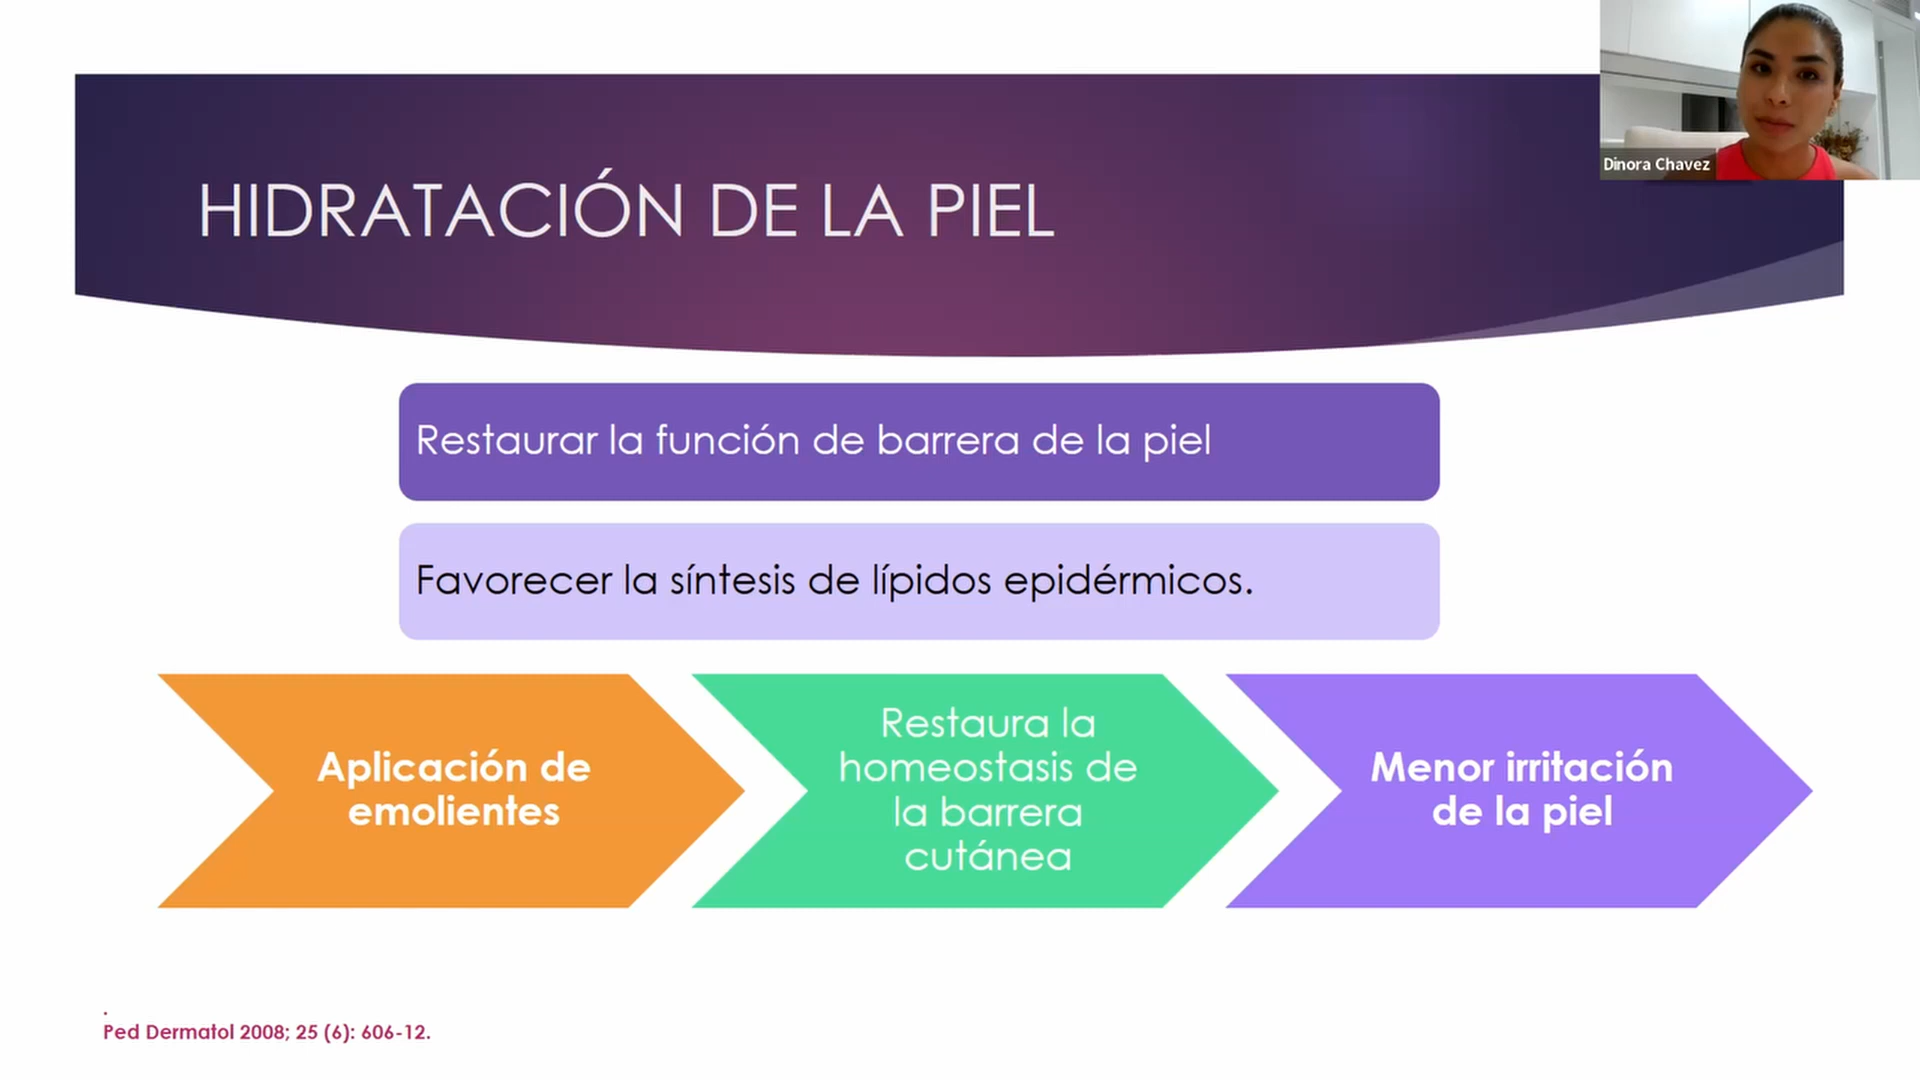 HIDRATACIÓN DE LA PIEL
Dinora Chavez
Restaurar la función de barrera de la piel
Favorecer la síntesis de lípidos epidérmicos.
Aplicación de
emolientes
Restaura la
homeostasis de
la barrera
cutánea
Menor irritación
de la piel
.
Ped Dermatol 2008; 25 (6): 606-12.